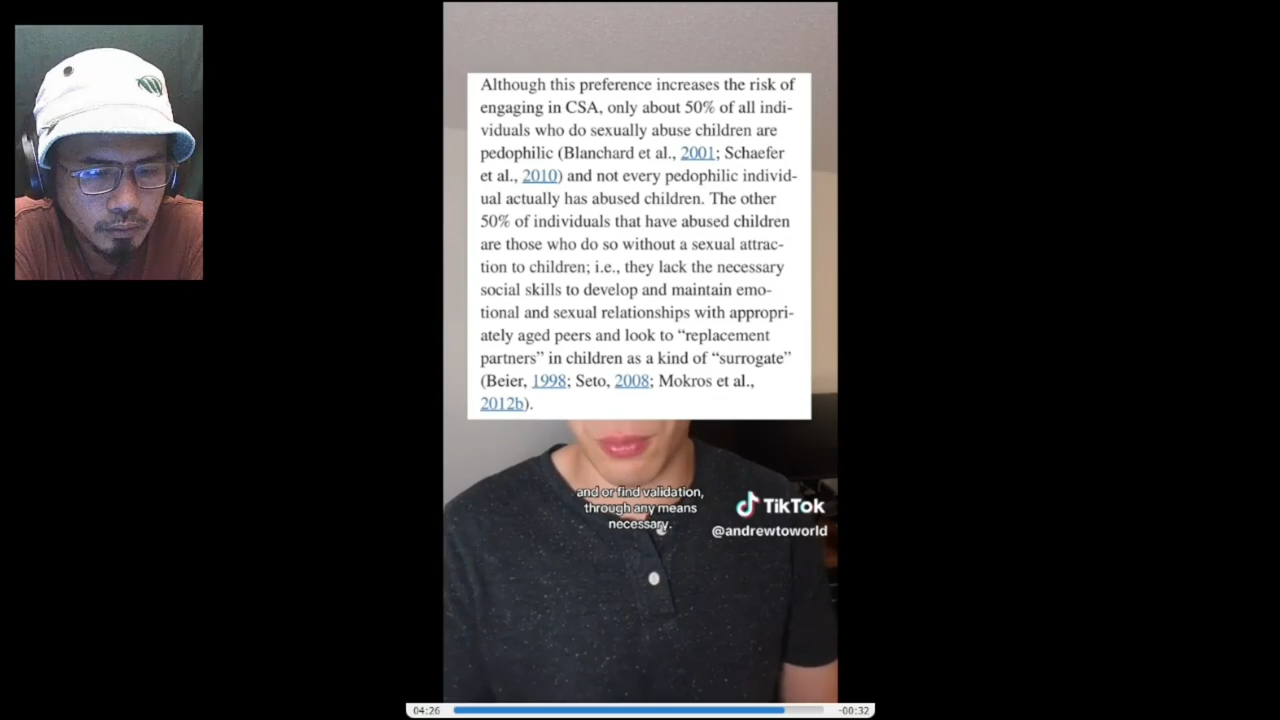 Although this preference increases the risk of
engaging in CSA, only about 50% of all indi-
viduals who do sexually abuse children are
pedophilic (Blanchard et al., 2001; Schaefer
et al., 2010) and not every pedophilic individ-
ual actually has abused children. The other
50% of individuals that have abused children
are those who do so without a sexual attrac-
tion to children; i.e., they lack the necessary
social skills to develop and maintain emo-
tional and sexual relationships with appropri-
ately aged peers and look to “replacement
partners” in children as a kind of “surrogate”
(Beier, 1998; Seto, 2008; Mokros et al.,
2012b).
and or find validation,
through any means
necessary.
TikTok
@andrewtoworld
04:26
-00:32